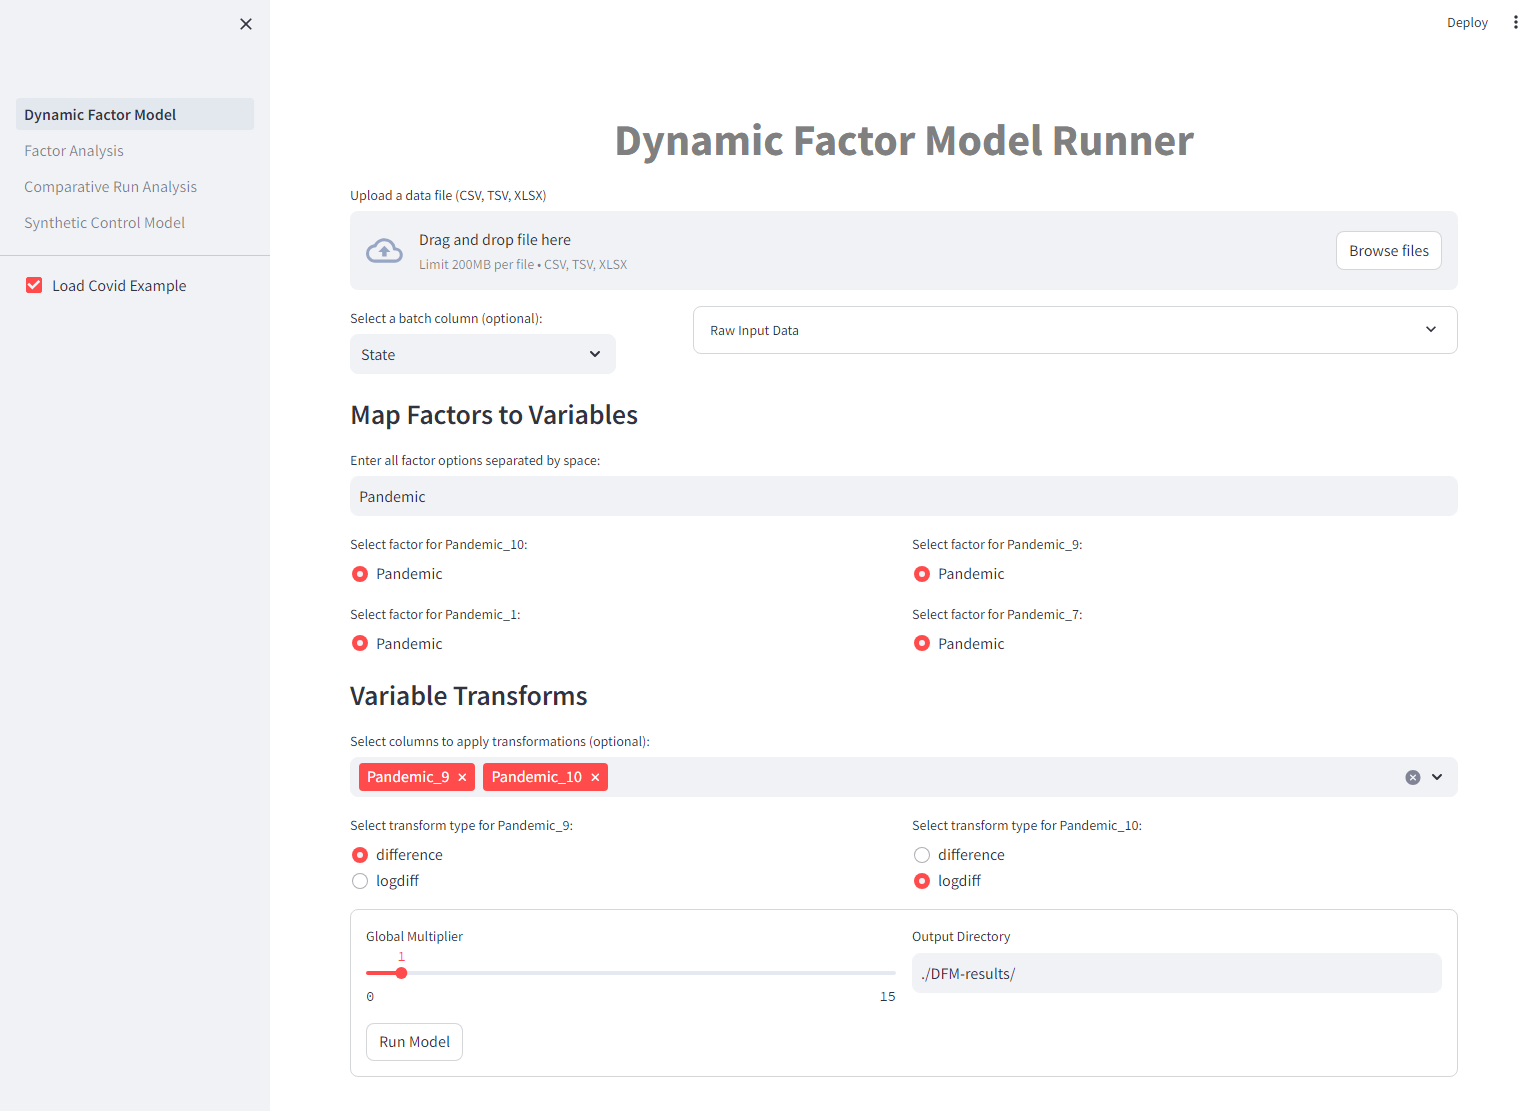 Deploy
Dynamic Factor Model
Factor Analysis
Comparative Run Analysis
Synthetic Control Model
Load Covid Example
Dynamic Factor Model Runner
Upload a data file (CSV, TSV, XLSX)
Drag and drop file here
Limit 200MB per file • CSV, TSV, XLSX
Browse files
Select a batch column (optional):
State
Raw Input Data
Map Factors to Variables
Enter all factor options separated by space:
Pandemic
Select factor for Pandemic_10:
Pandemic
Select factor for Pandemic_9:
Pandemic
Select factor for Pandemic_1:
Pandemic
Select factor for Pandemic_7:
Pandemic
Variable Transforms
Select columns to apply transformations (optional):
Pandemic_9 Pandemic_10
Select transform type for Pandemic_9:
difference
logdiff
Select transform type for Pandemic_10:
difference
logdiff
Global Multiplier
1
0 15
Output Directory
./DFM-results/
Run Model